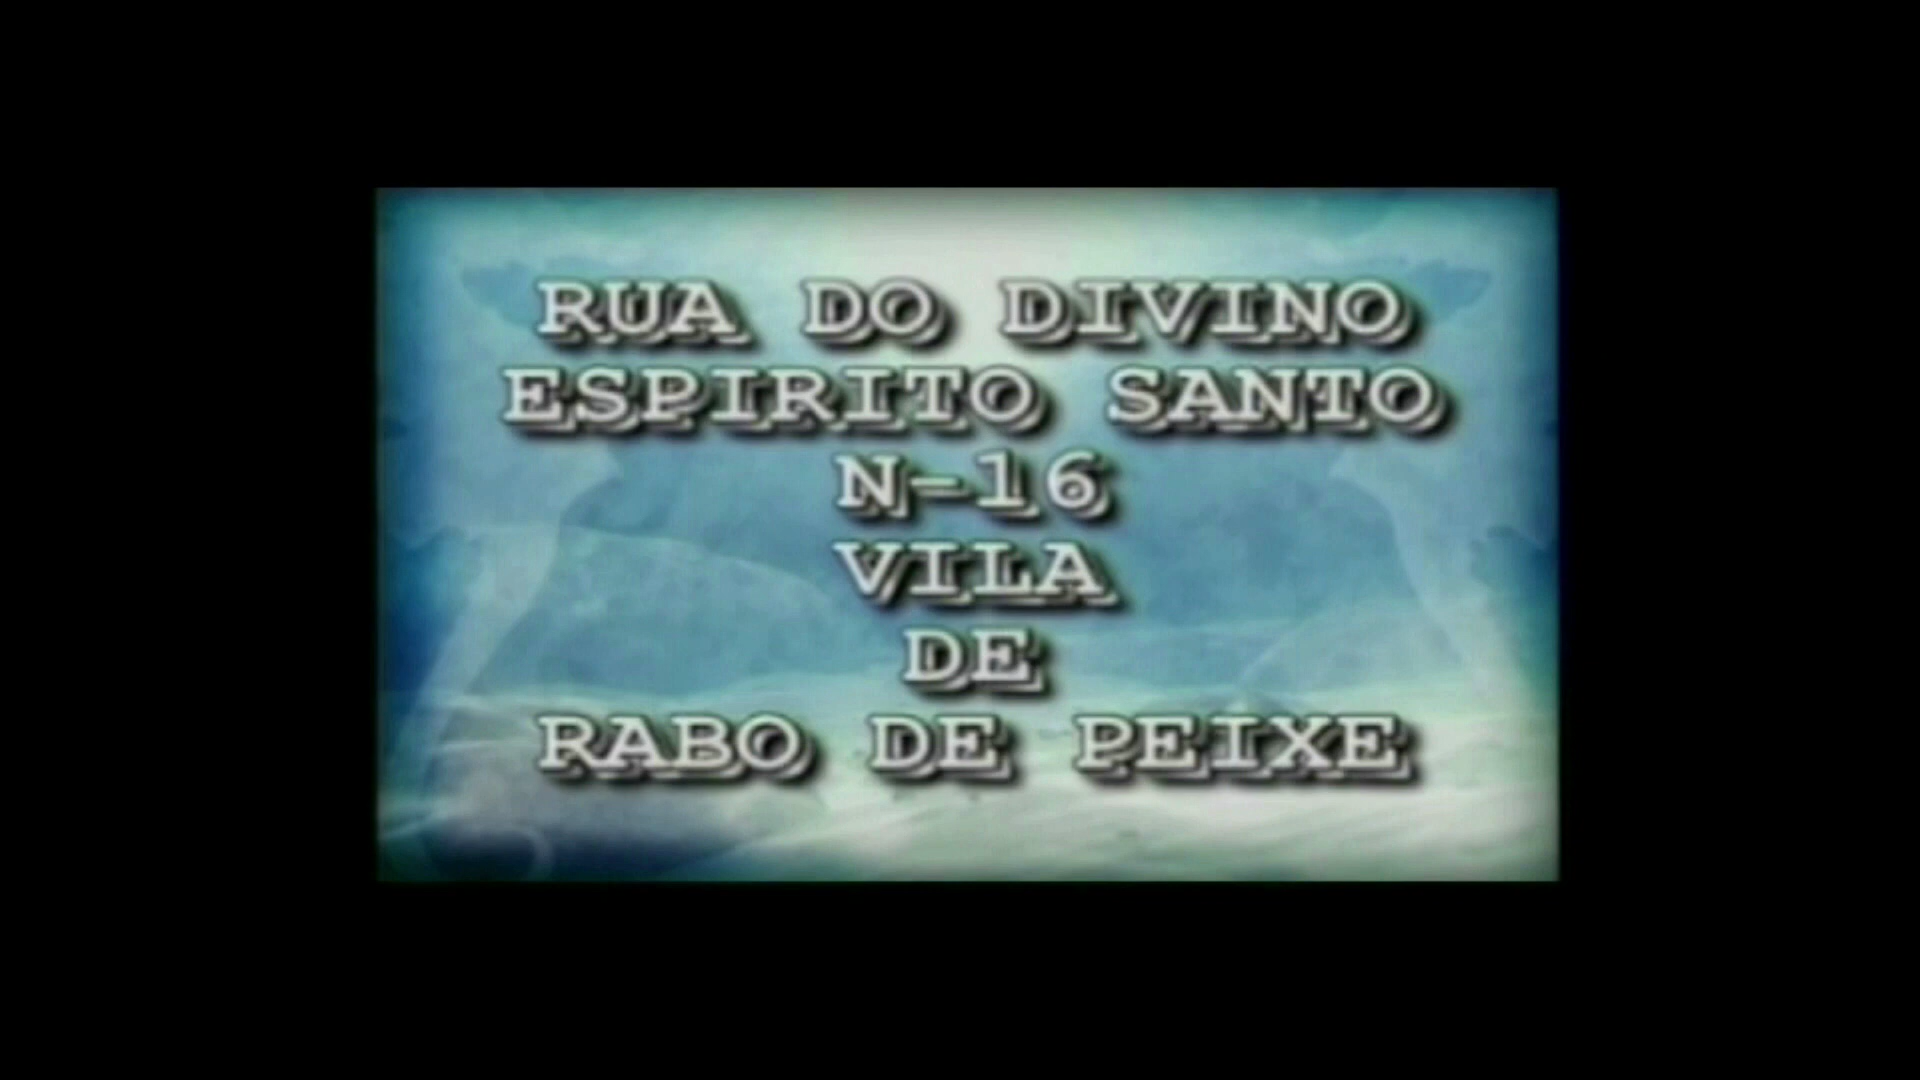 RUA DO DIVINO
ESPIRITO SANTO
N-16
VILA
DE
RABO DE PEIXE